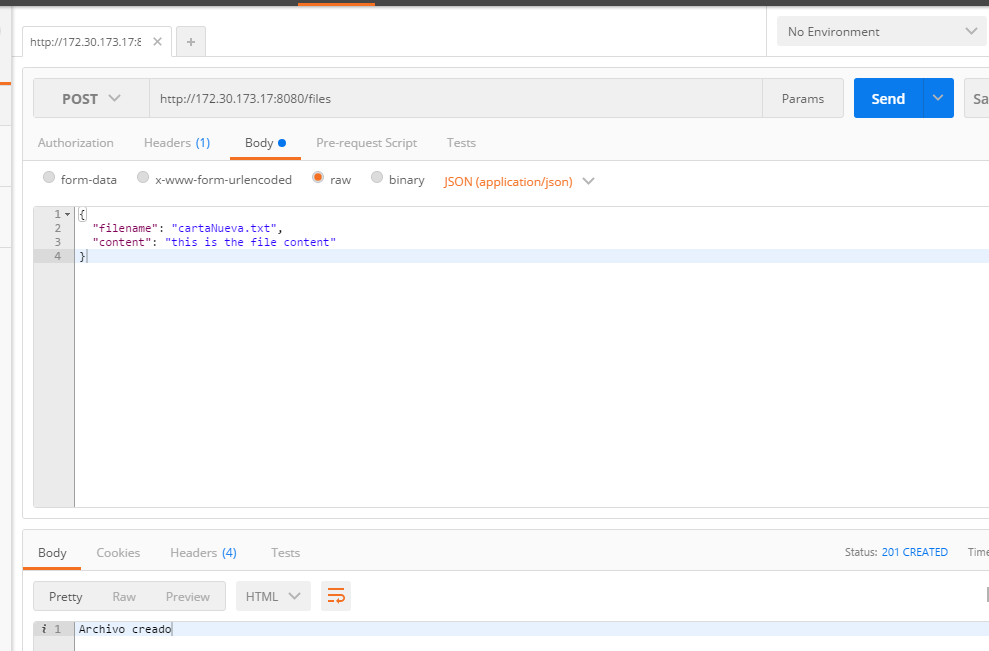 http://172.30.173.17:8
No Environment
POST http://172.30.173.17:8080/files Params Send Sa
Authorization Headers (1) Body Pre-request Script Tests
form-data x-www-form-urlencoded raw binary JSON (application/json)
1 {
2 "filename": "cartaNueva.txt",
3 "content": "this is the file content"
4 }
Body Cookies Headers (4) Tests Status: 201 CREATED Time
Pretty Raw Preview HTML
i 1 Archivo creado